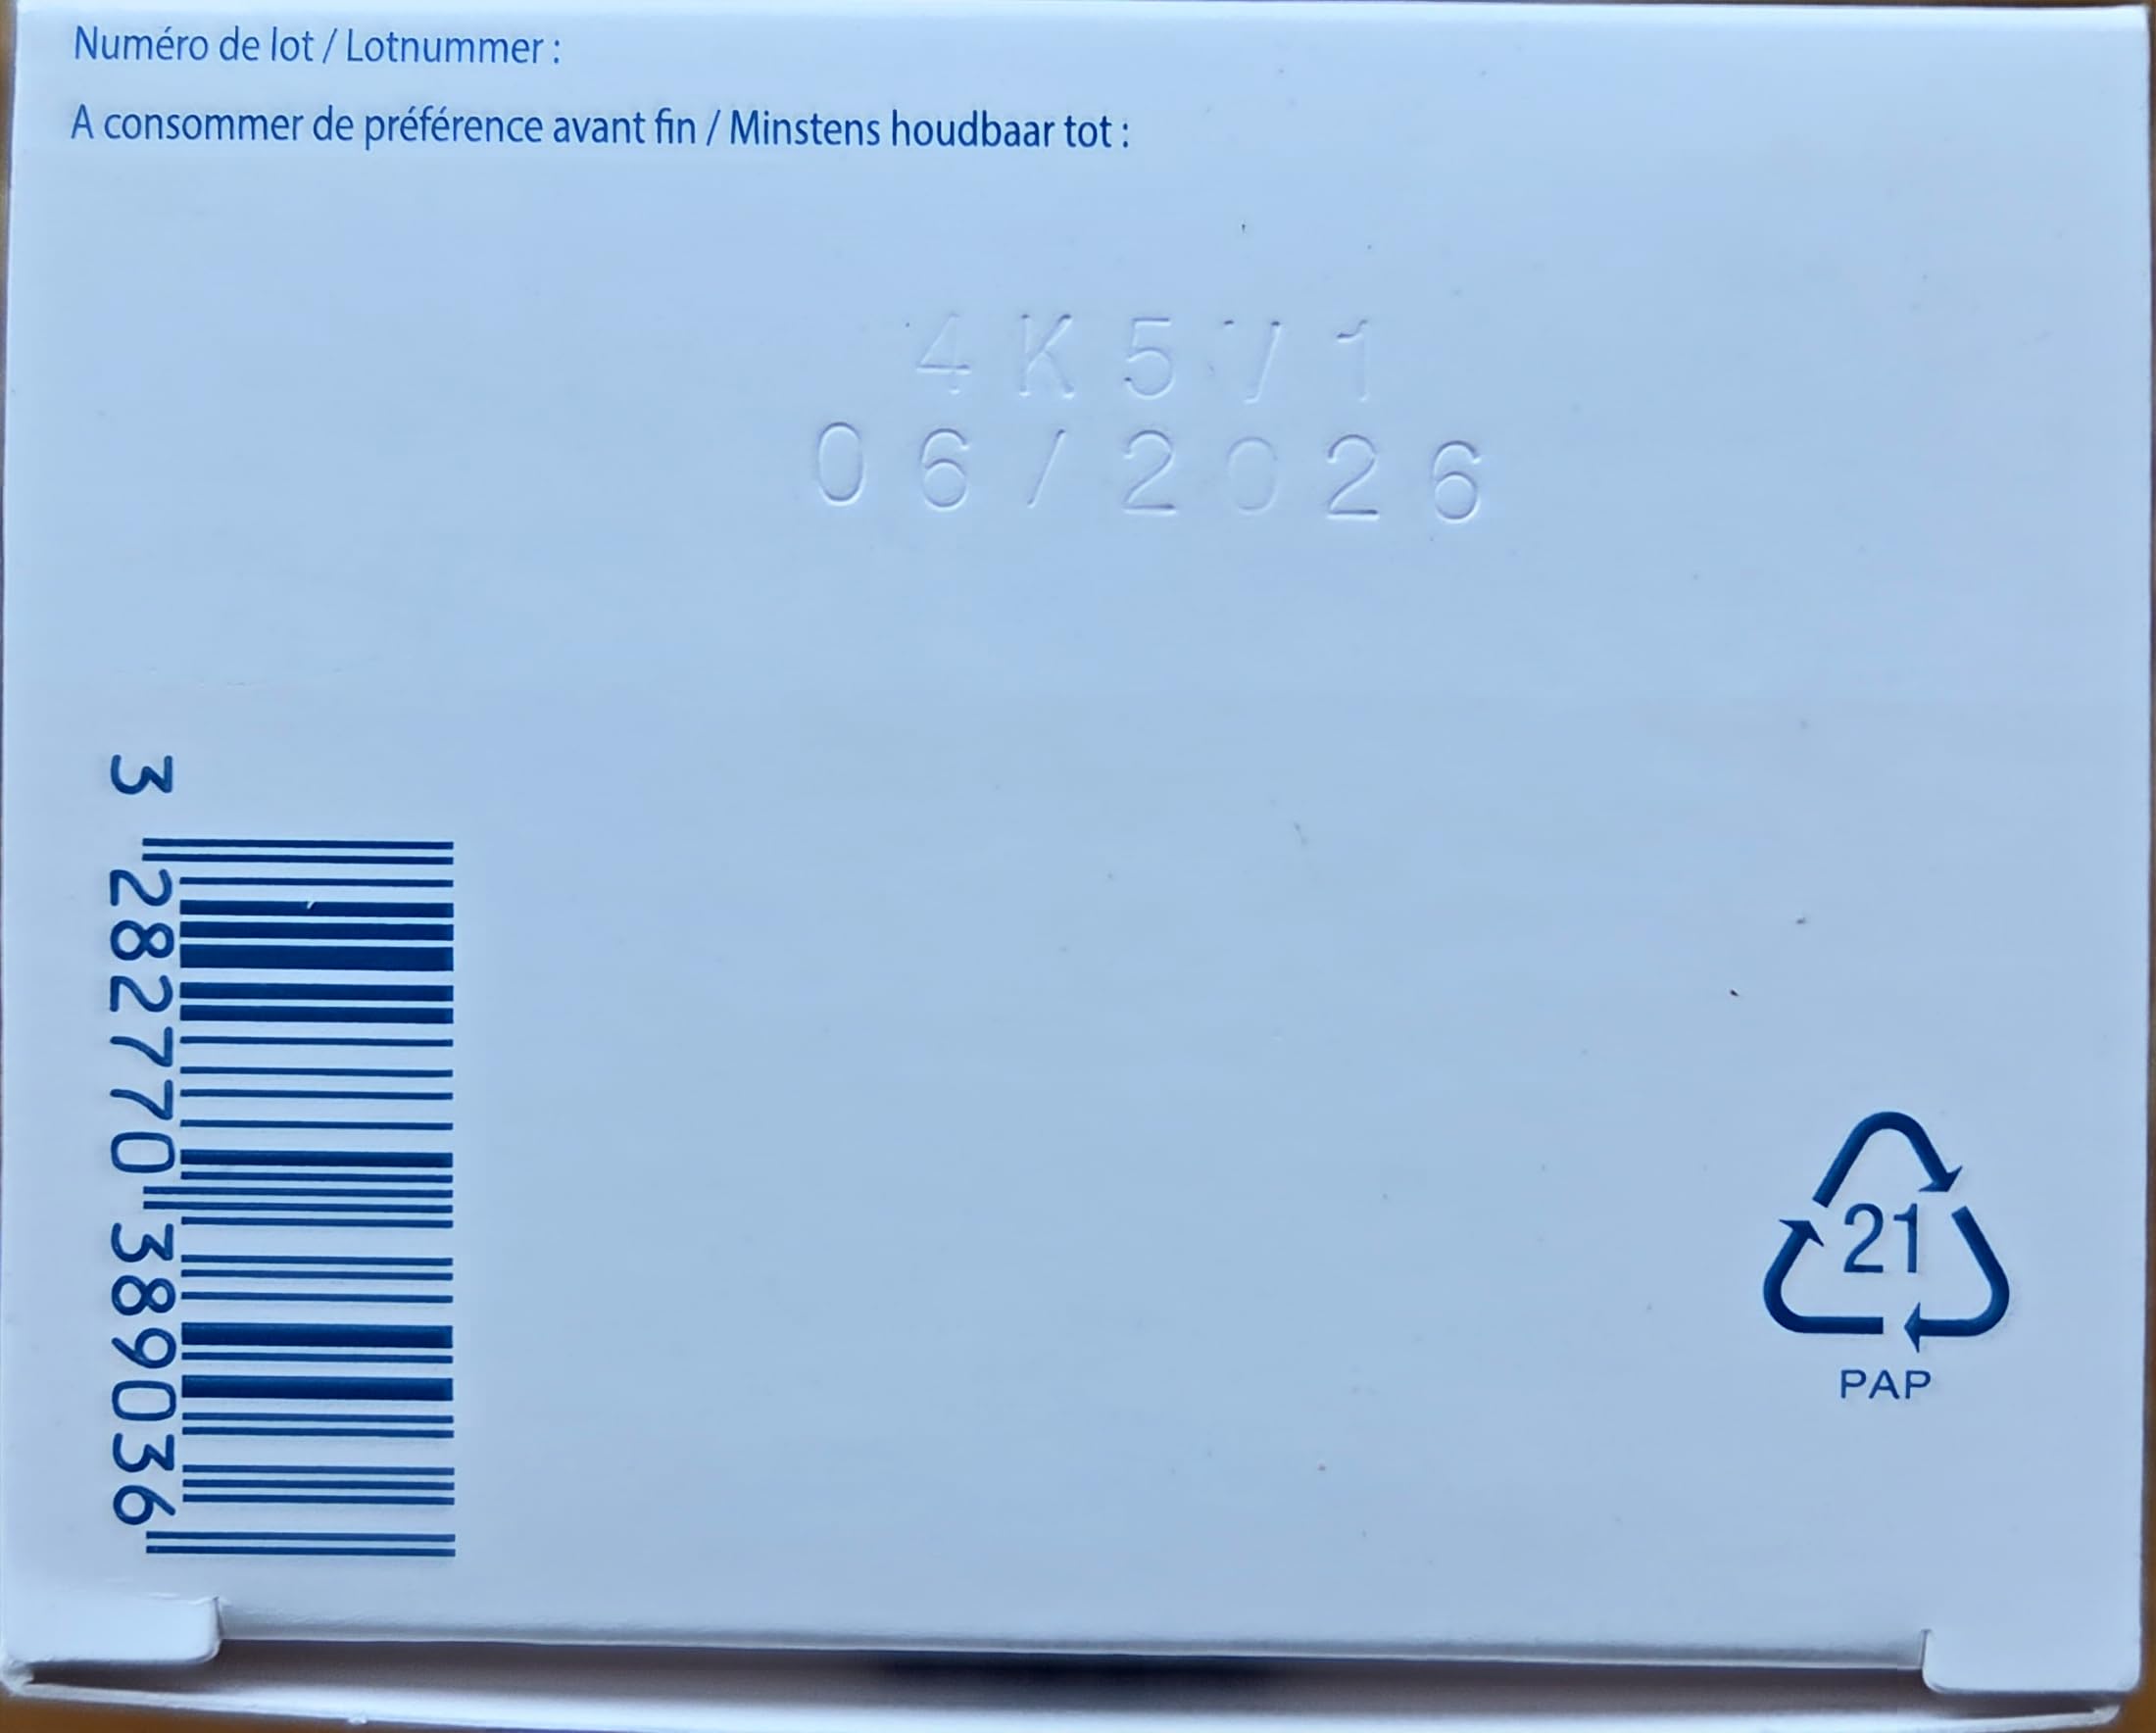 Numéro de lot / Lotnummer :
A consommer de préférence avant fin / Minstens houdbaar tot :
4K571
06/2026
3 282770 389036
21
PAP